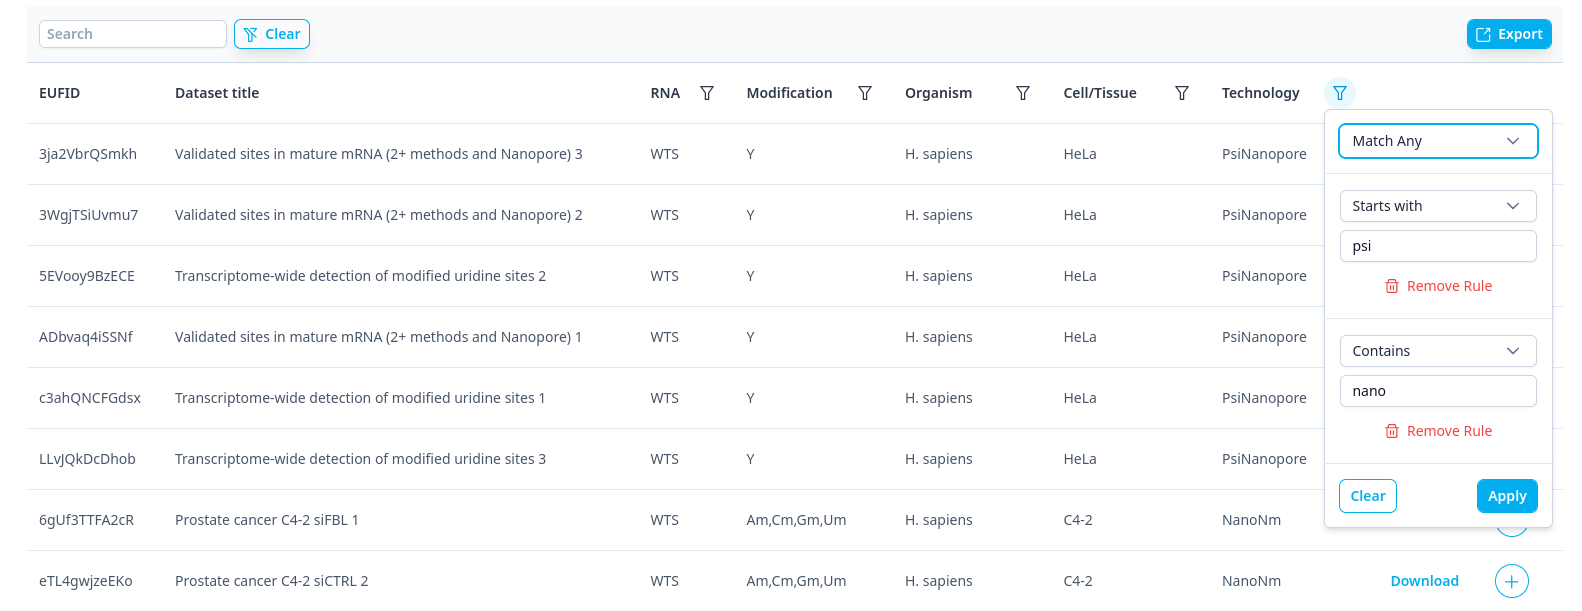 Search Clear Export
EUFID Dataset title RNA Modification Organism Cell/Tissue Technology
3ja2VbrQSmkh Validated sites in mature mRNA (2+ methods and Nanopore) 3 WTS Y H. sapiens HeLa PsiNanopore
3WgjTSiUvmu7 Validated sites in mature mRNA (2+ methods and Nanopore) 2 WTS Y H. sapiens HeLa PsiNanopore
5EVooy9BzECE Transcriptome-wide detection of modified uridine sites 2 WTS Y H. sapiens HeLa PsiNanopore
ADbvaq4iSSNf Validated sites in mature mRNA (2+ methods and Nanopore) 1 WTS Y H. sapiens HeLa PsiNanopore
c3ahQNCFGdsx Transcriptome-wide detection of modified uridine sites 1 WTS Y H. sapiens HeLa PsiNanopore
LLvJQkDcDhob Transcriptome-wide detection of modified uridine sites 3 WTS Y H. sapiens HeLa PsiNanopore
6gUf3TTFA2cR Prostate cancer C4-2 siFBL 1 WTS Am,Cm,Gm,Um H. sapiens C4-2 NanoNm
eTL4gwjzeEKo Prostate cancer C4-2 siCTRL 2 WTS Am,Cm,Gm,Um H. sapiens C4-2 NanoNm Download
Match Any
Starts with
psi
Remove Rule
Contains
nano
Remove Rule
Clear Apply